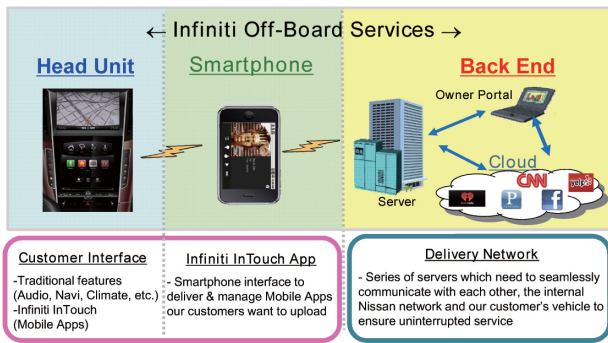 ← Infiniti Off-Board Services →
Head Unit
Smartphone
Back End
Owner Portal
Cloud
Server
CNN
yelp
P
f
Customer Interface
-Traditional features
(Audio, Navi, Climate, etc.)
-Infiniti InTouch
(Mobile Apps)
Infiniti InTouch App
- Smartphone interface to
deliver & manage Mobile Apps
our customers want to upload
Delivery Network
- Series of servers which need to seamlessly
communicate with each other, the internal
Nissan network and our customer's vehicle to
ensure uninterrupted service